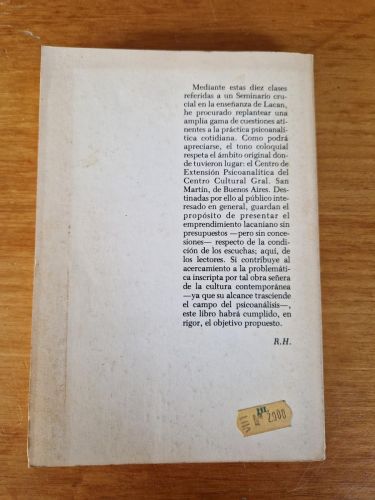 Mediante estas diez clases
referidas a un Seminario cru-
cial en la enseñanza de Lacan,
he procurado replantear una
amplia gama de cuestiones ati-
nentes a la práctica psicoanalí-
tica cotidiana. Como podrá
apreciarse, el tono coloquial
respeta el ámbito original don-
de tuvieron lugar: el Centro de
Extensión Psicoanalítica del
Centro Cultural Gral. San
Martín, de Buenos Aires. Des-
tinadas por ello al público inte-
resado en general, guardan el
propósito de presentar el
emprendimiento lacaniano sin
presupuestos —pero sin conce-
siones— respecto de la condi-
ción de los escuchas; aquí, de
los lectores. Si contribuye al
acercamiento a la problemá-
tica inscripta por tal obra señera
de la cultura contemporánea
—ya que su alcance trasciende
el campo del psicoanálisis—,
este libro habrá cumplido, en
rigor, el objetivo propuesto.
R.H.